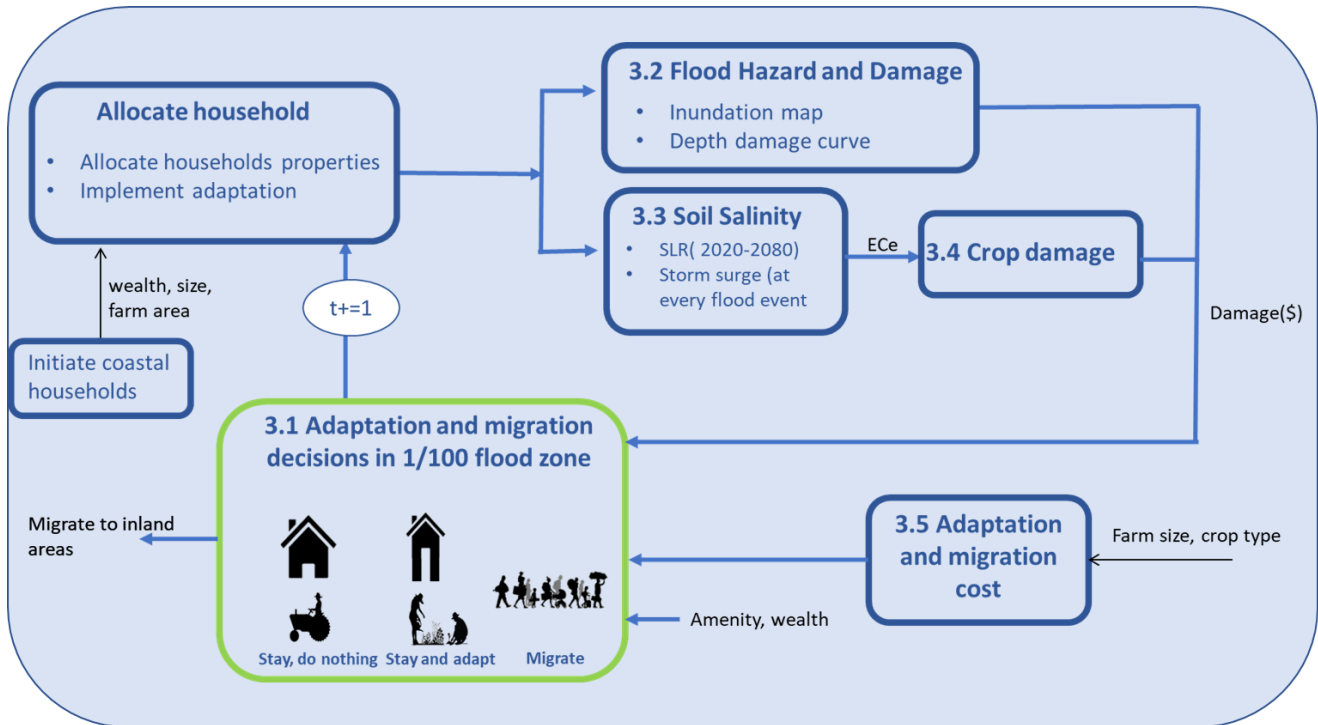 Allocate household
• Allocate households properties
• Implement adaptation
3.2 Flood Hazard and Damage
• Inundation map
• Depth damage curve
3.3 Soil Salinity
• SLR( 2020-2080)
• Storm surge (at
every flood event
ECe
3.4 Crop damage
Damage($)
wealth, size,
farm area
t+=1
Initiate coastal
households
3.1 Adaptation and migration
decisions in 1/100 flood zone
Stay, do nothing
Stay and adapt
Migrate
Migrate to inland
areas
3.5 Adaptation
and migration
cost
Farm size, crop type
Amenity, wealth